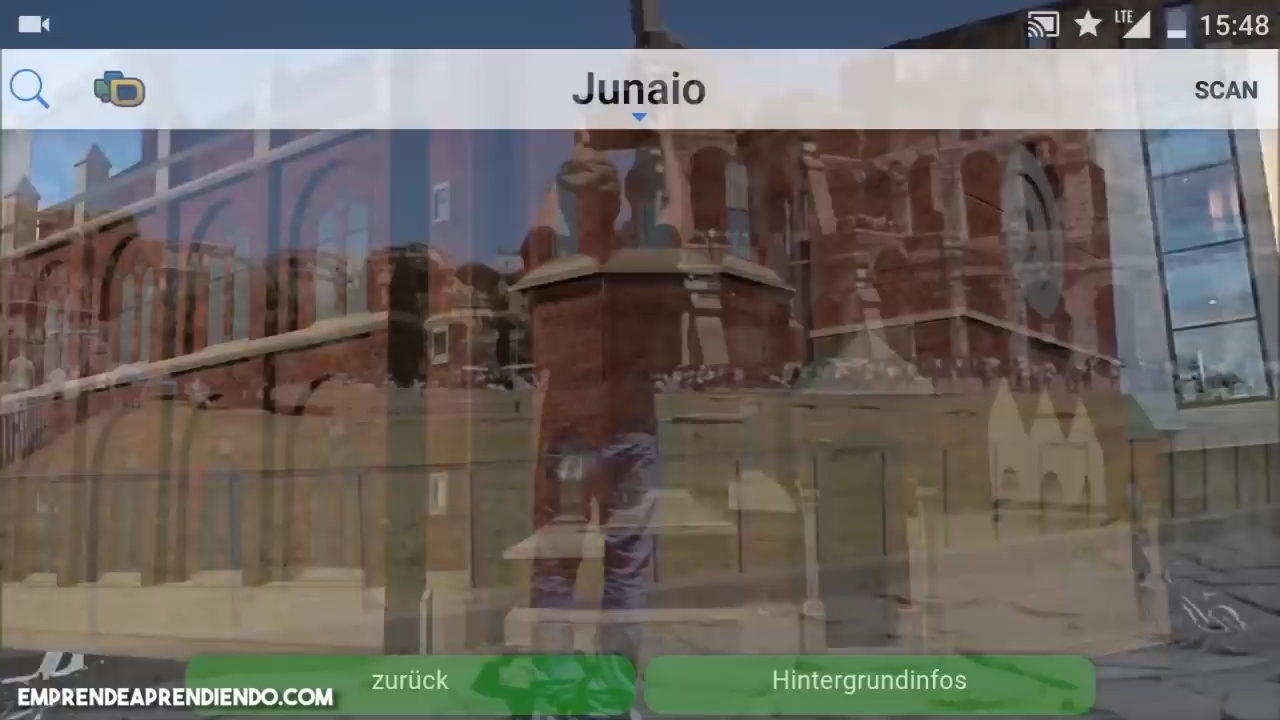 LTE 15:48
Junaio
SCAN
zurück
Hintergrundinfos
EMPRENDEAPRENDIENDO.COM